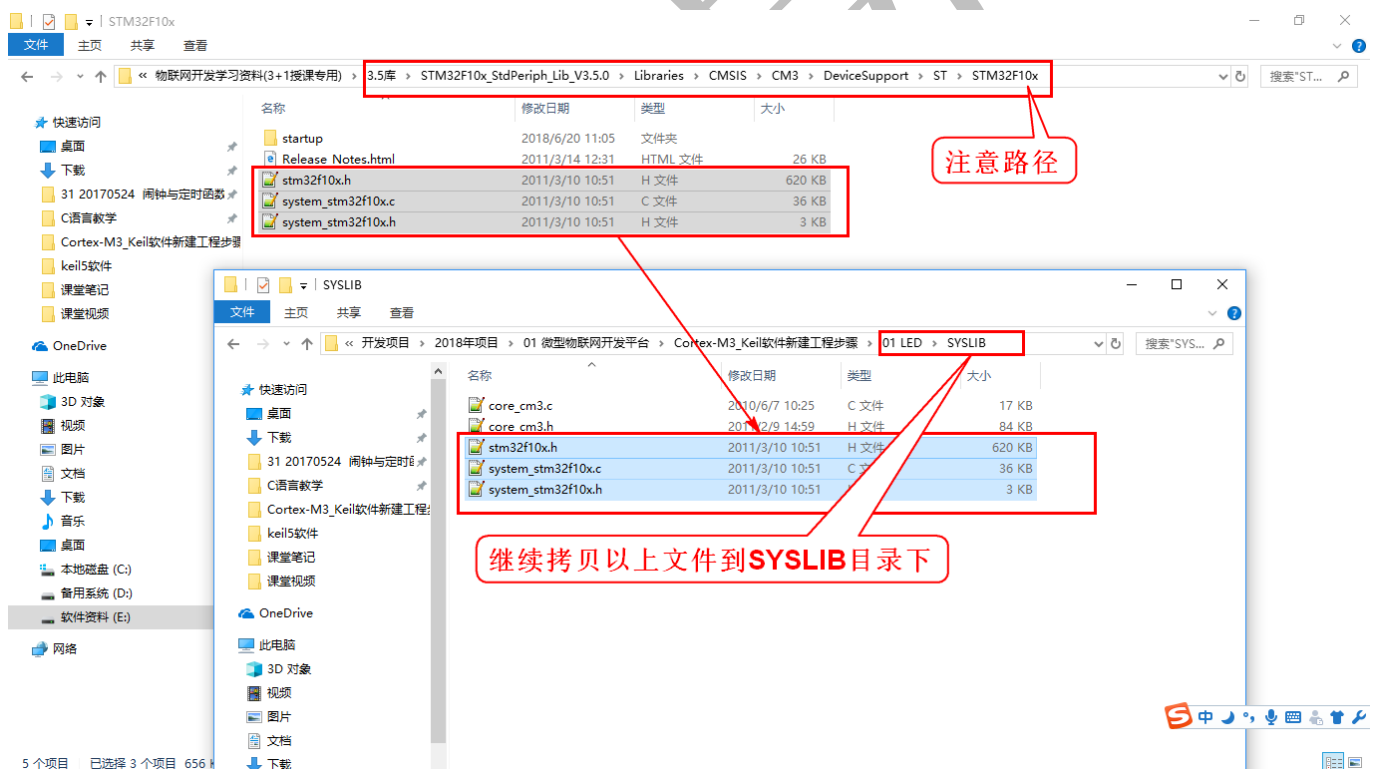 STM32F10x
文件 主页 共享 查看
« 物联网开发学习资料(3+1授课专用) › 3.5库 › STM32F10x_StdPeriph_Lib_V3.5.0 › Libraries › CMSIS › CM3 › DeviceSupport › ST › STM32F10x
搜索"ST...
名称 修改日期 类型 大小
startup 2018/6/20 11:05 文件夹
Release Notes.html 2011/3/14 12:31 HTML 文件 26 KB
stm32f10x.h 2011/3/10 10:51 H 文件 620 KB
system_stm32f10x.c 2011/3/10 10:51 C 文件 36 KB
system_stm32f10x.h 2011/3/10 10:51 H 文件 3 KB
注意路径
快速访问
桌面
下载
31 20170524 闹钟与定时函数
C语言教学
Cortex-M3_Keil软件新建工程步骤
keil5软件
课堂笔记
课堂视频
OneDrive
此电脑
3D 对象
视频
图片
文档
下载
音乐
桌面
本地磁盘 (C:)
备用系统 (D:)
软件资料 (E:)
网络
5 个项目 已选择 3 个项目 656
SYSLIB
文件 主页 共享 查看
« 开发项目 › 2018年项目 › 01 微型物联网开发平台 › Cortex-M3_Keil软件新建工程步骤 › 01 LED › SYSLIB
搜索"SYS...
名称 修改日期 类型 大小
core_cm3.c 2010/6/7 10:25 C 文件 17 KB
core_cm3.h 2/9 14:59 H 文件 84 KB
stm32f10x.h 2011/3/10 10:51 H 文件 620 KB
system_stm32f10x.c 2011/3/10 10:51 C 36 KB
system_stm32f10x.h 2011/3/10 10:51 3 KB
继续拷贝以上文件到SYSLIB目录下
快速访问
桌面
下载
31 20170524 闹钟与定时
C语言教学
Cortex-M3_Keil软件新建工程
keil5软件
课堂笔记
课堂视频
OneDrive
此电脑
3D 对象
视频
图片
文档
下载
中